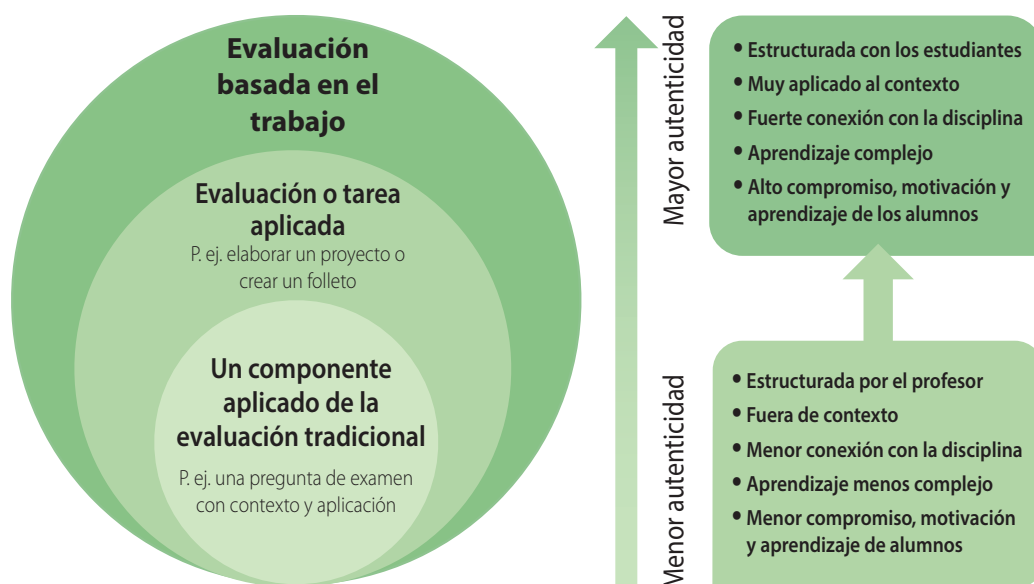 Evaluación
basada en el
trabajo
Evaluación o tarea
aplicada
P. ej. elaborar un proyecto o
crear un folleto
Un componente
aplicado de la
evaluación tradicional
P. ej. una pregunta de examen
con contexto y aplicación
Mayor autenticidad
Menor autenticidad
• Estructurada con los estudiantes
• Muy aplicado al contexto
• Fuerte conexión con la disciplina
• Aprendizaje complejo
• Alto compromiso, motivación y
aprendizaje de los alumnos
• Estructurada por el profesor
• Fuera de contexto
• Menor conexión con la disciplina
• Aprendizaje menos complejo
• Menor compromiso, motivación
y aprendizaje de alumnos